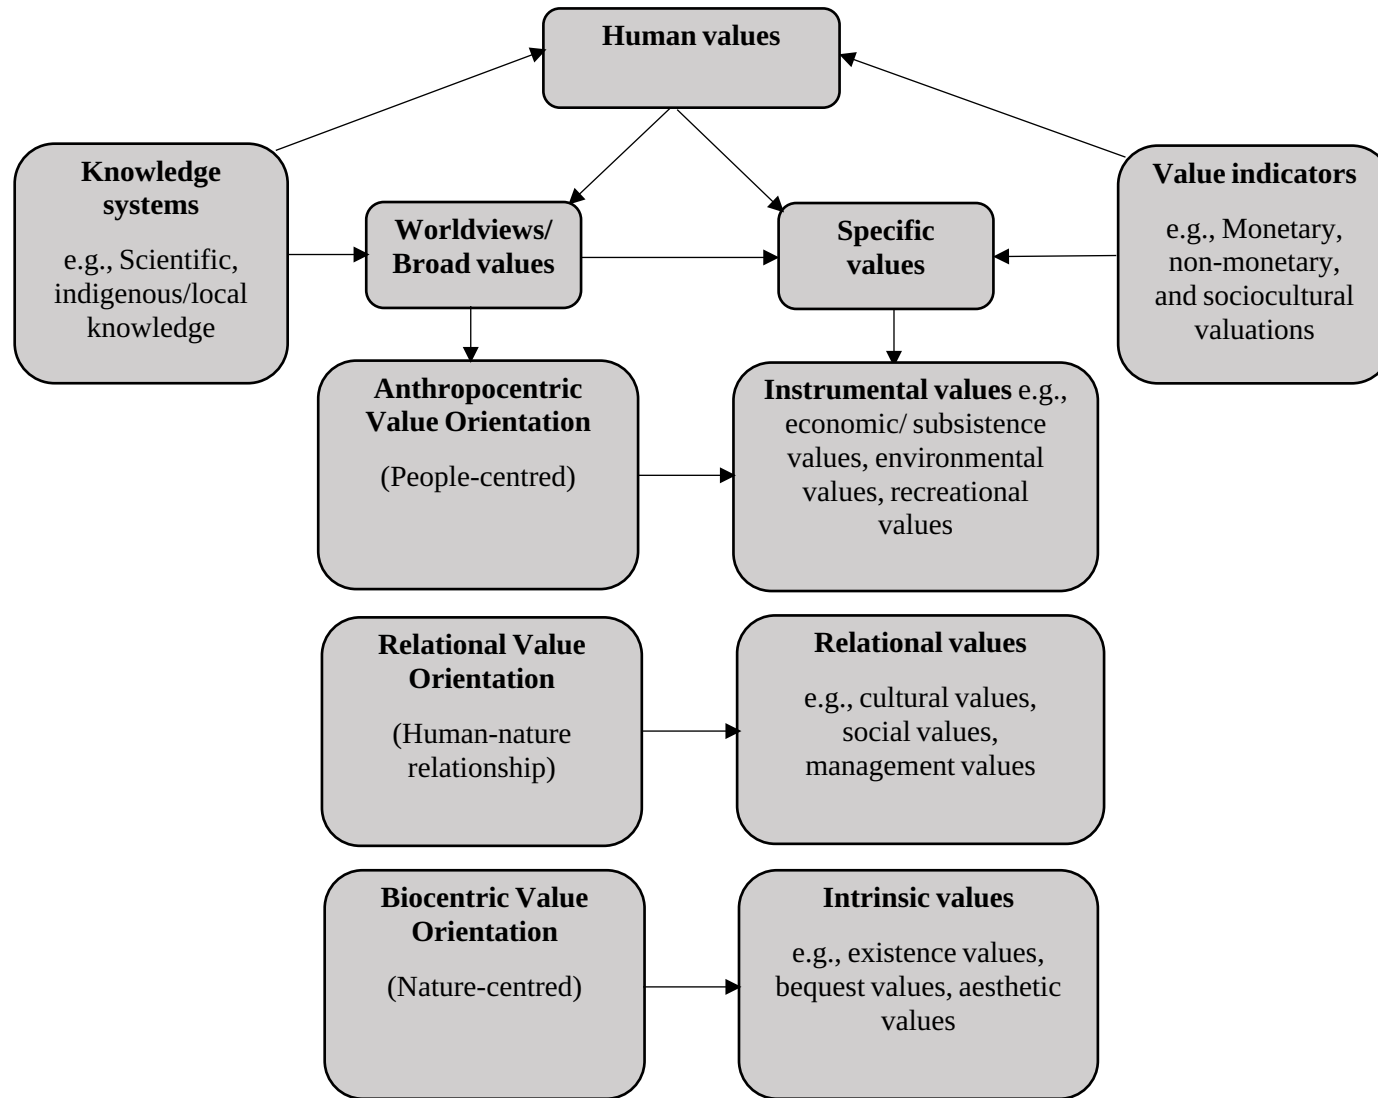 Human values
Knowledge
systems
e.g., Scientific,
indigenous/local
knowledge
Worldviews/
Broad values
Specific
values
Value indicators
e.g., Monetary,
non-monetary,
and sociocultural
valuations
Anthropocentric
Value Orientation
(People-centred)
Instrumental values e.g.,
economic/ subsistence
values, environmental
values, recreational
values
Relational Value
Orientation
(Human-nature
relationship)
Relational values
e.g., cultural values,
social values,
management values
Biocentric Value
Orientation
(Nature-centred)
Intrinsic values
e.g., existence values,
bequest values, aesthetic
values